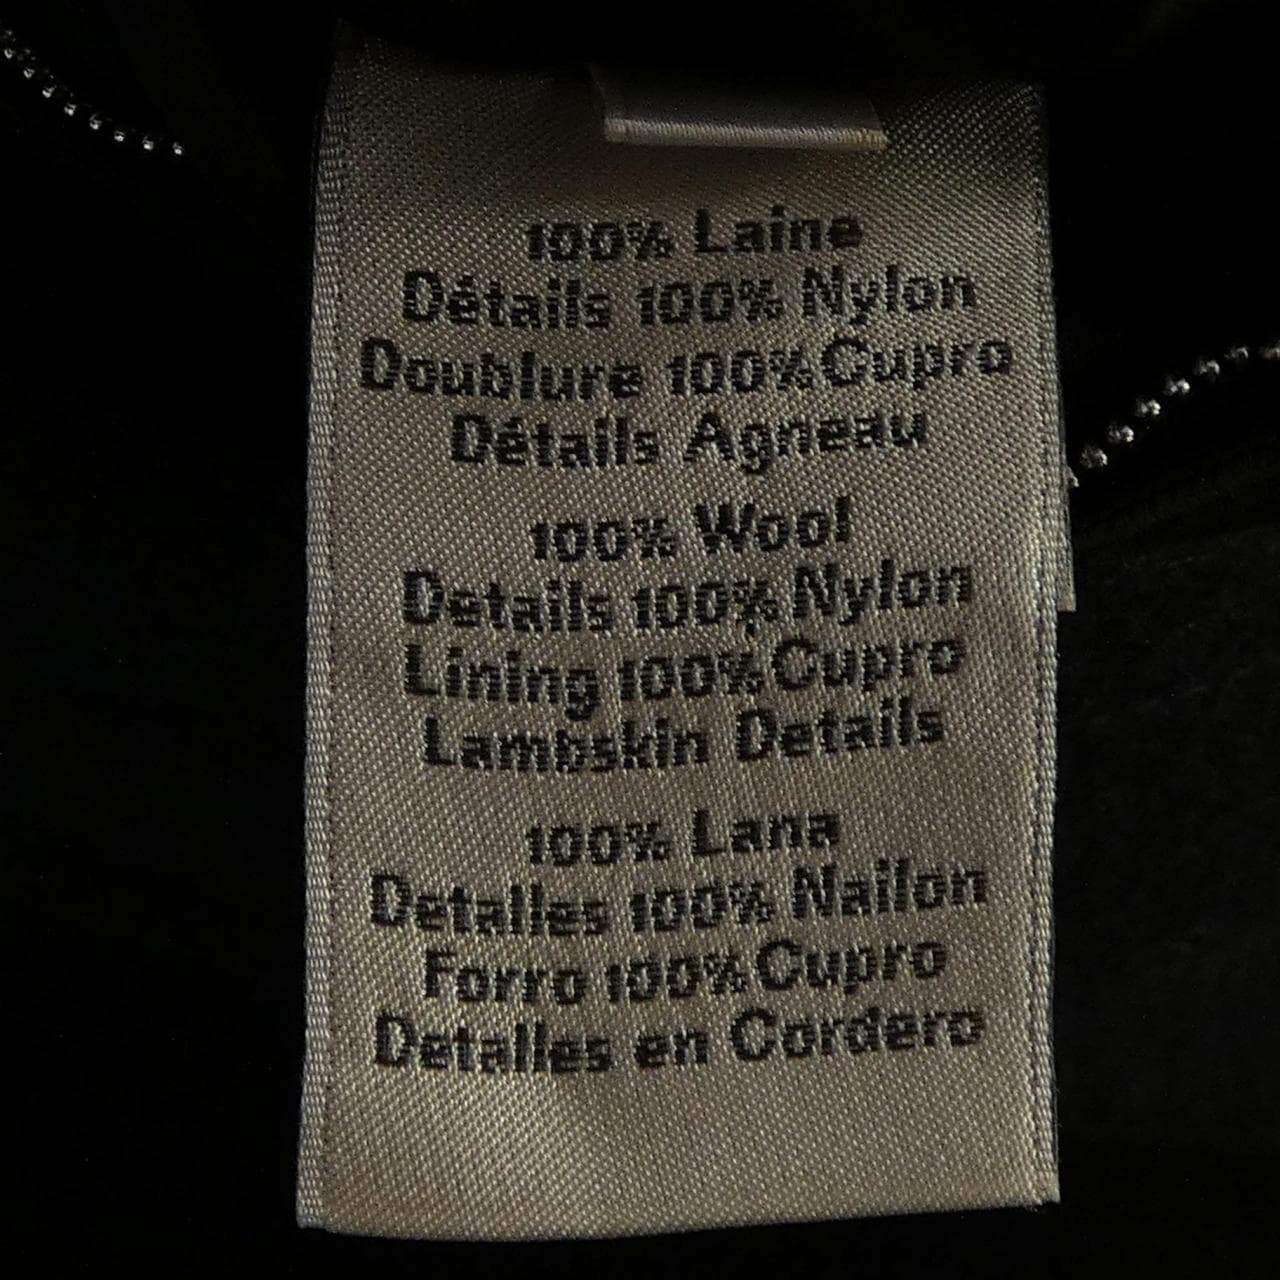 100% Laine
Détails 100% Nylon
Doublure 100% Cupro
Détails Agneau
100% Wool
Details 100% Nylon
Lining 100% Cupro
Lambskin Details
100% Lana
Detalles 100% Nailon
Forro 100% Cupro
Detalles en Cordero